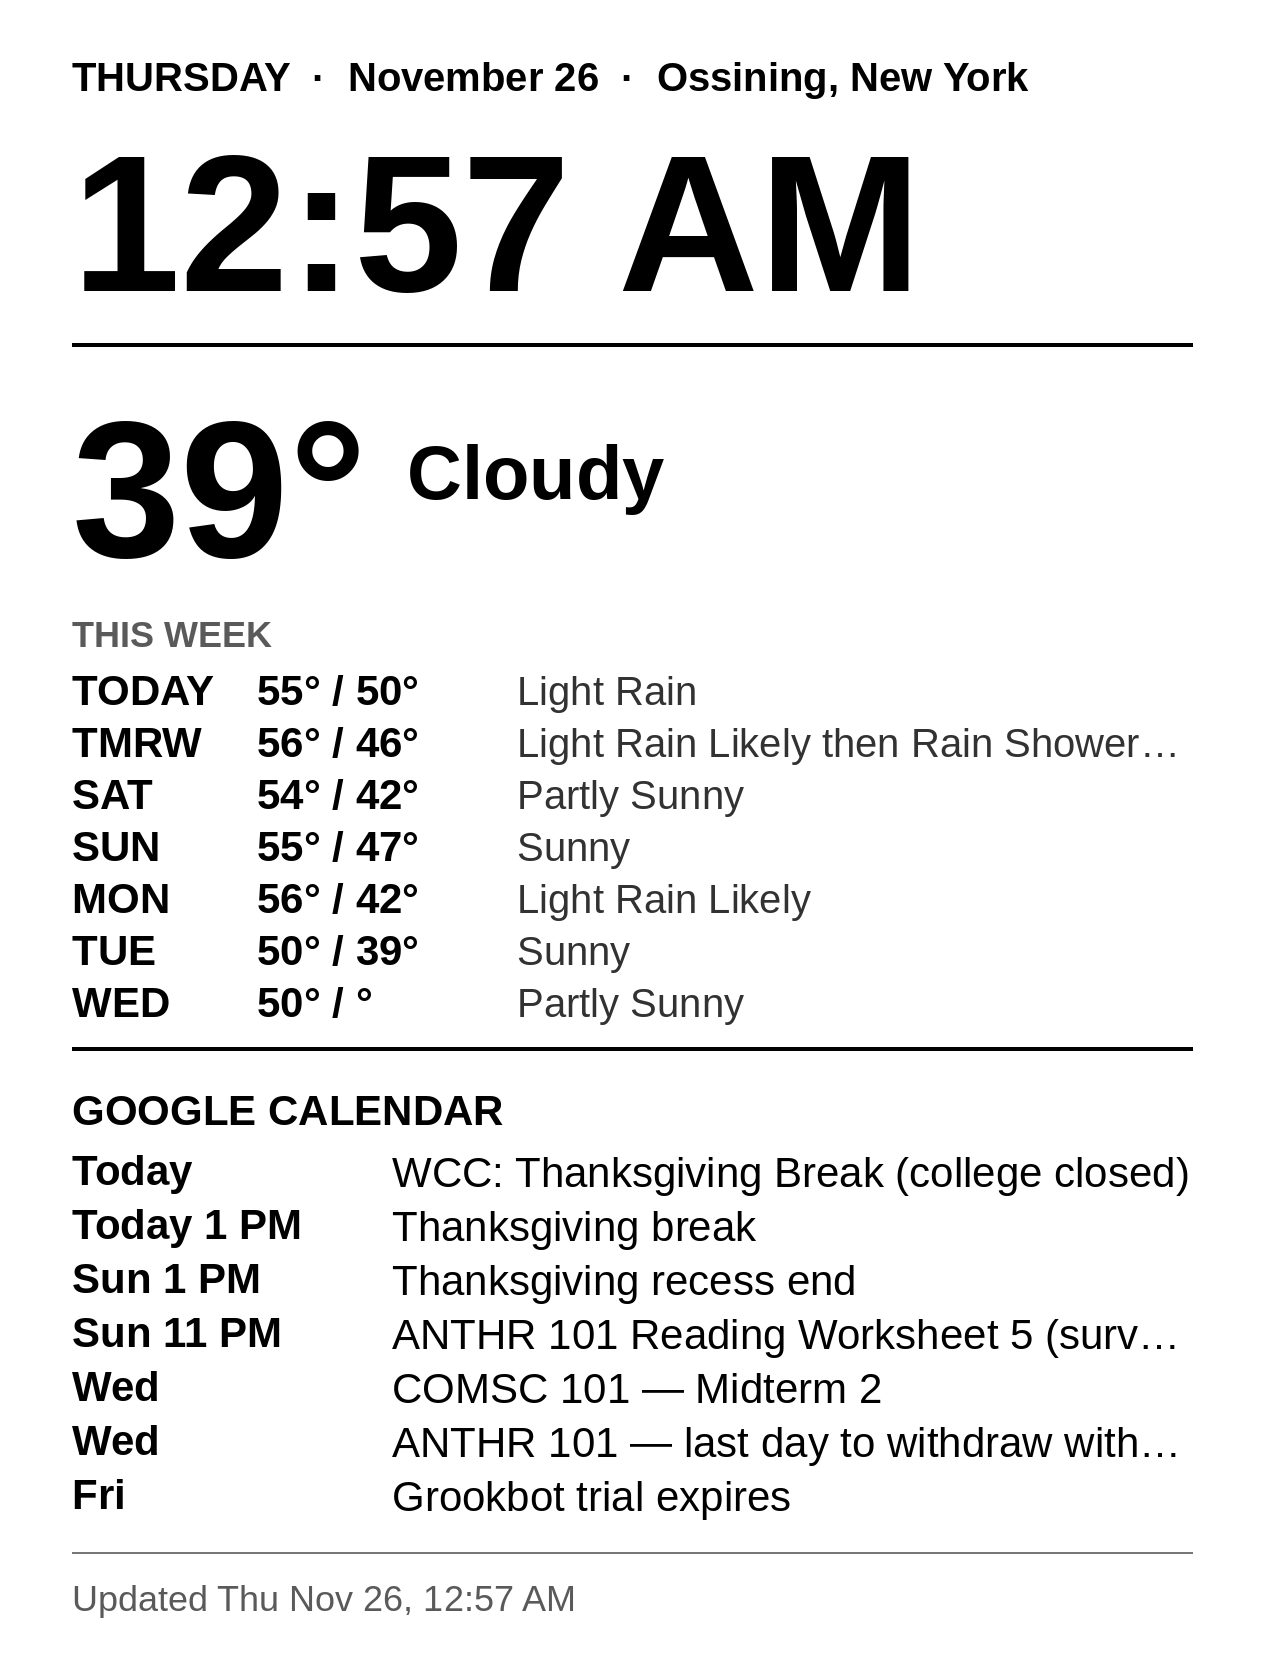 THURSDAY · November 26 · Ossining, New York
12:57 AM
39° Cloudy
THIS WEEK
TODAY 55° / 50° Light Rain
TMRW 56° / 46° Light Rain Likely then Rain Shower…
SAT 54° / 42° Partly Sunny
SUN 55° / 47° Sunny
MON 56° / 42° Light Rain Likely
TUE 50° / 39° Sunny
WED 50° / ° Partly Sunny
GOOGLE CALENDAR
Today WCC: Thanksgiving Break (college closed)
Today 1 PM Thanksgiving break
Sun 1 PM Thanksgiving recess end
Sun 11 PM ANTHR 101 Reading Worksheet 5 (surv…
Wed COMSC 101 — Midterm 2
Wed ANTHR 101 — last day to withdraw with…
Fri Grookbot trial expires
Updated Thu Nov 26, 12:57 AM